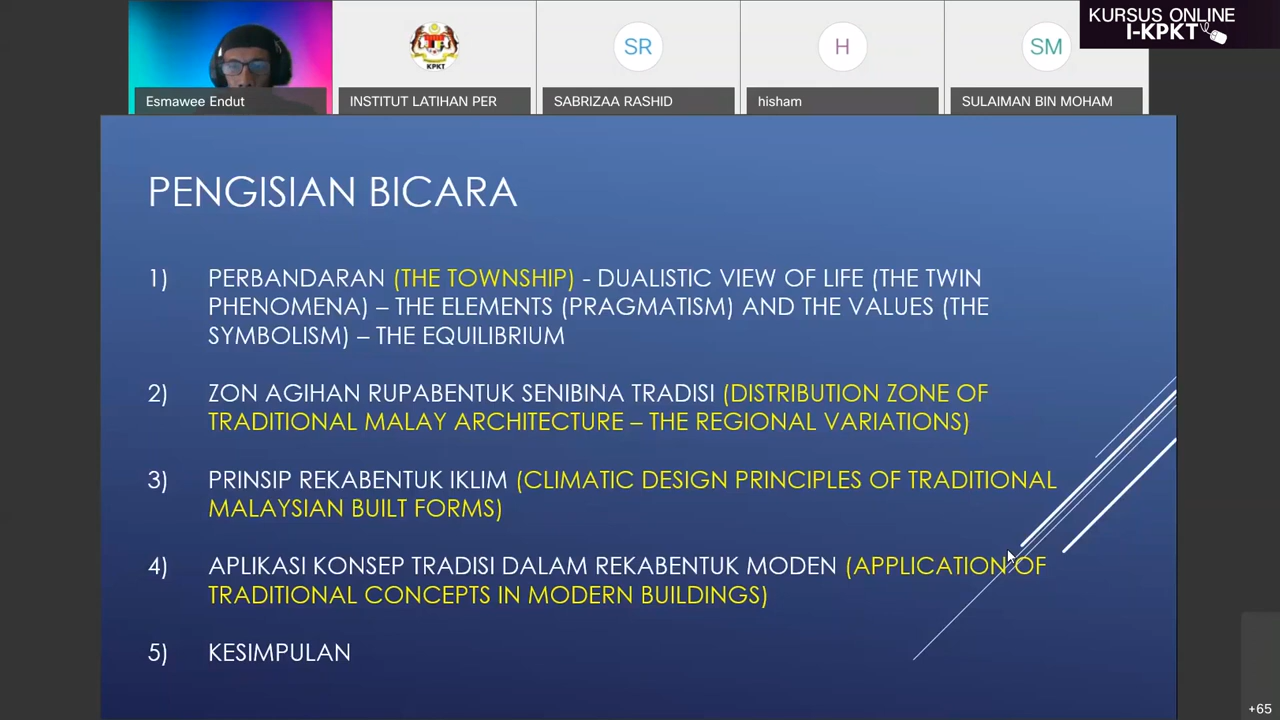 KURSUS ONLINE
I-KPKT
KPKT
SR
H
SM
Esmawee Endut
INSTITUT LATIHAN PER
SABRIZAA RASHID
hisham
SULAIMAN BIN MOHAM
PENGISIAN BICARA
1) PERBANDARAN (THE TOWNSHIP) - DUALISTIC VIEW OF LIFE (THE TWIN
PHENOMENA) – THE ELEMENTS (PRAGMATISM) AND THE VALUES (THE
SYMBOLISM) – THE EQUILIBRIUM
2) ZON AGIHAN RUPABENTUK SENIBINA TRADISI (DISTRIBUTION ZONE OF
TRADITIONAL MALAY ARCHITECTURE – THE REGIONAL VARIATIONS)
3) PRINSIP REKABENTUK IKLIM (CLIMATIC DESIGN PRINCIPLES OF TRADITIONAL
MALAYSIAN BUILT FORMS)
4) APLIKASI KONSEP TRADISI DALAM REKABENTUK MODEN (APPLICATION OF
TRADITIONAL CONCEPTS IN MODERN BUILDINGS)
5) KESIMPULAN
+65